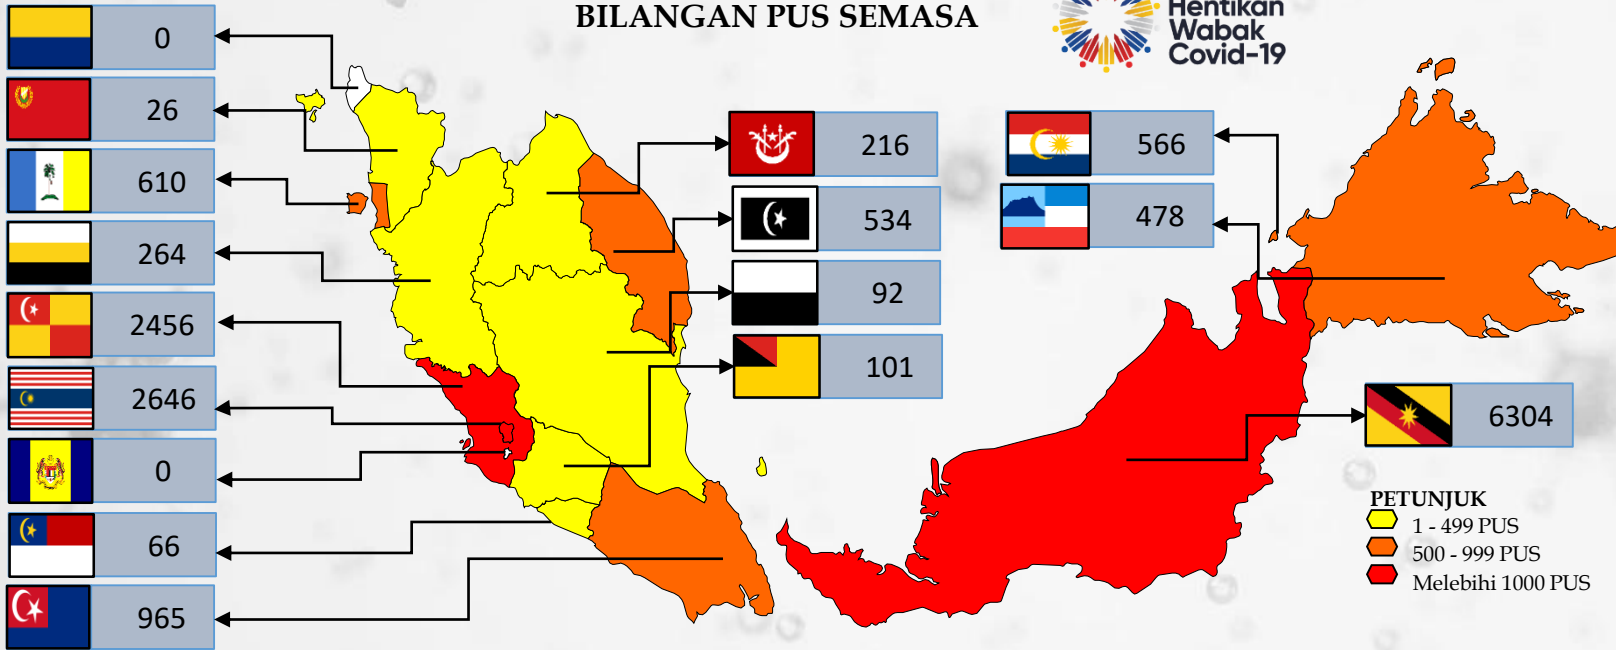 BILANGAN PUS SEMASA
Hentikan
Wabak
Covid-19
0
26
610
264
2456
2646
0
66
965
216
534
92
101
566
478
6304
PETUNJUK
1 - 499 PUS
500 - 999 PUS
Melebihi 1000 PUS